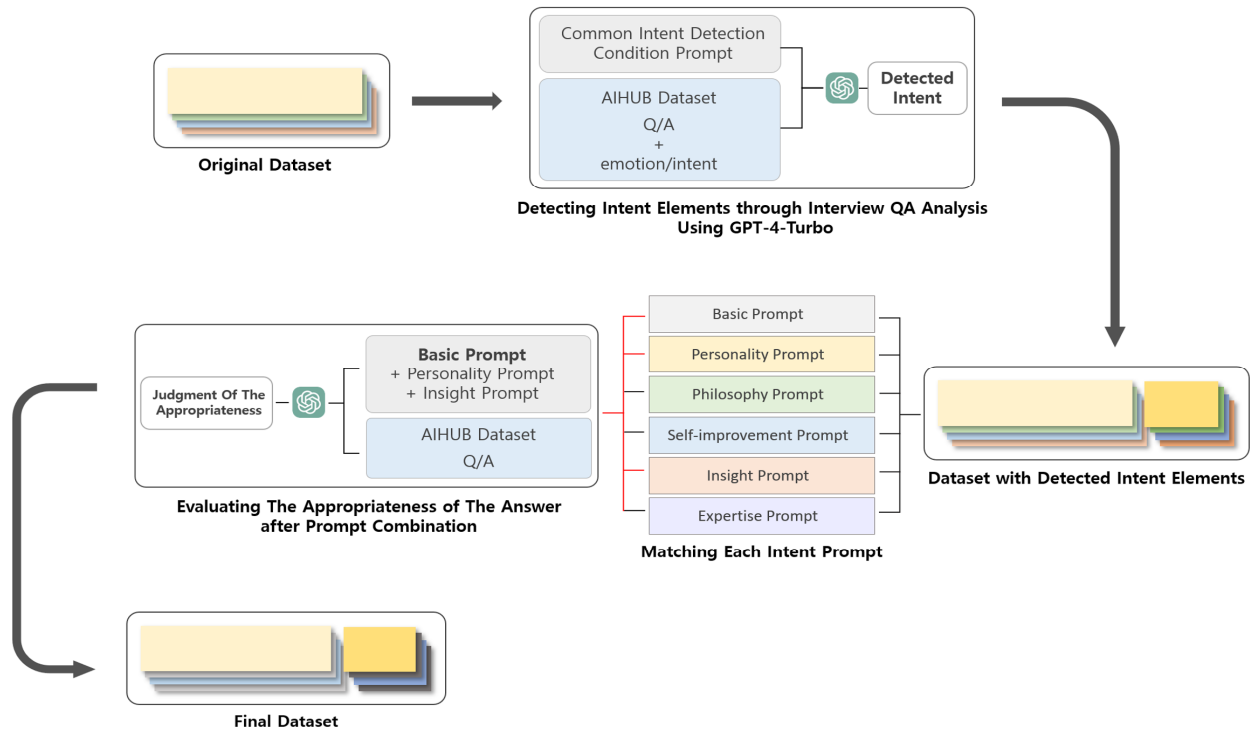 Original Dataset
Common Intent Detection
Condition Prompt
AIHUB Dataset
Q/A
+
emotion/intent
Detected
Intent
Detecting Intent Elements through Interview QA Analysis
Using GPT-4-Turbo
Judgment Of The
Appropriateness
Basic Prompt
+ Personality Prompt
+ Insight Prompt
AIHUB Dataset
Q/A
Evaluating The Appropriateness of The Answer
after Prompt Combination
Basic Prompt
Personality Prompt
Philosophy Prompt
Self-improvement Prompt
Insight Prompt
Expertise Prompt
Matching Each Intent Prompt
Dataset with Detected Intent Elements
Final Dataset